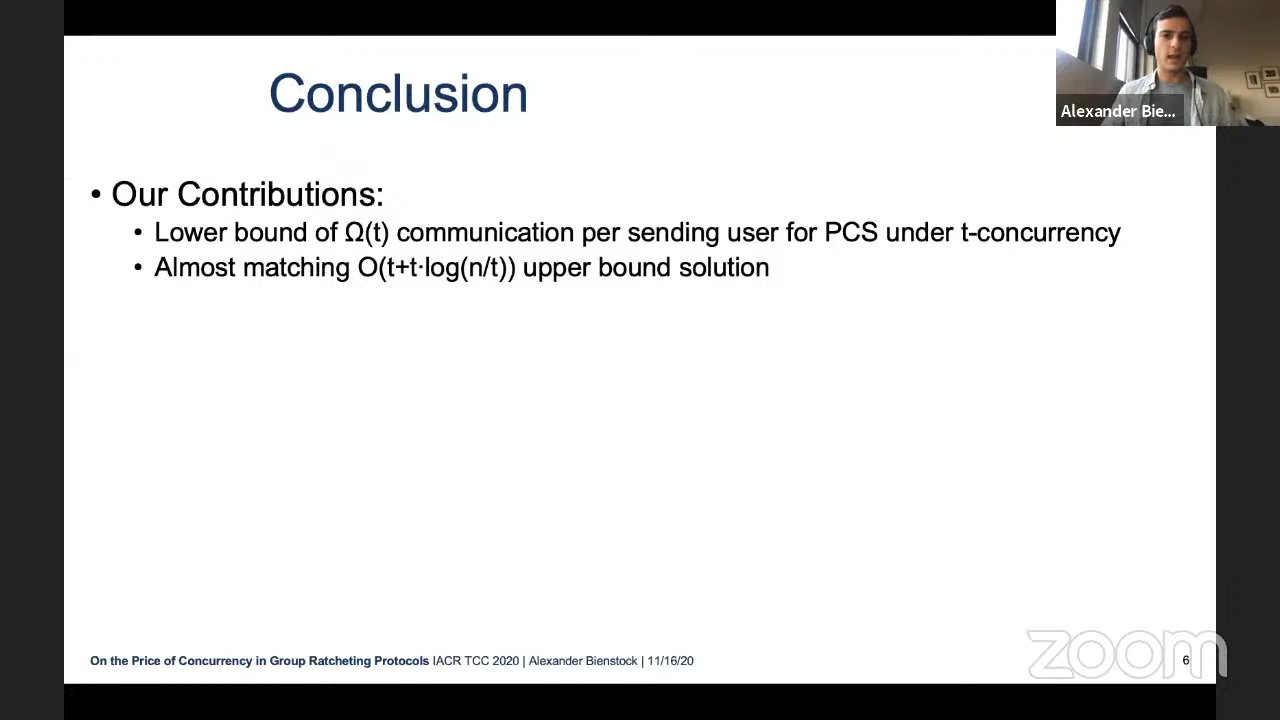 Conclusion
Alexander Bie...
• Our Contributions:
• Lower bound of Ω(t) communication per sending user for PCS under t-concurrency
• Almost matching O(t+t·log(n/t)) upper bound solution
On the Price of Concurrency in Group Ratcheting Protocols IACR TCC 2020 | Alexander Bienstock | 11/16/20
6
zoom